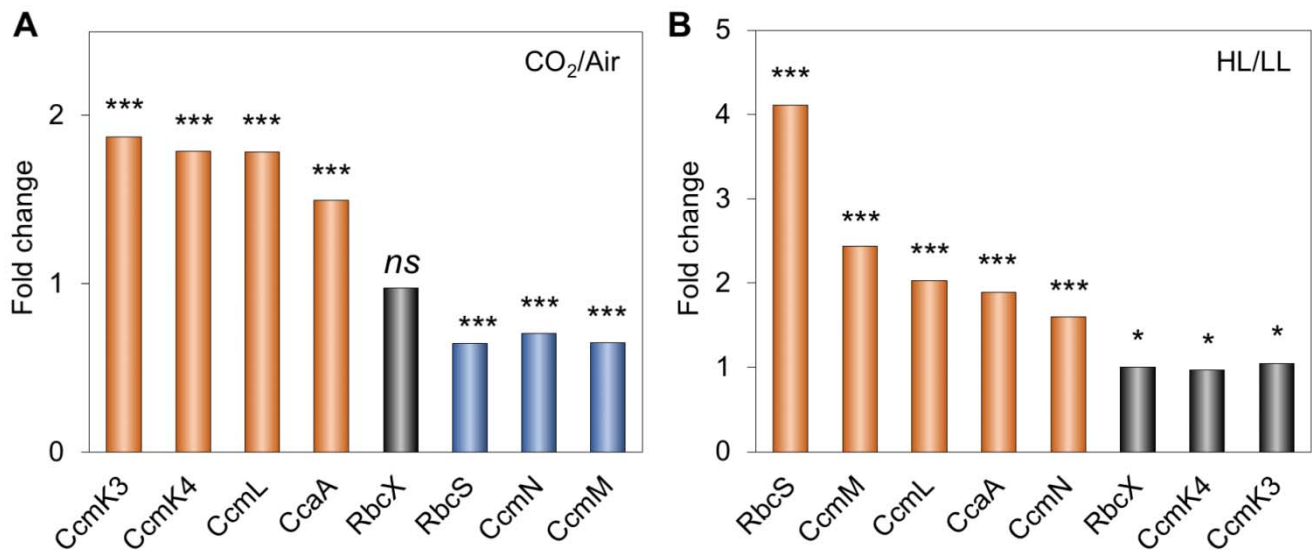 A
CO₂/Air
Fold change
2
1
0
***
***
***
***
ns
***
***
***
CcmK3
CcmK4
CcmL
CcaA
RbcX
RbcS
CcmN
CcmM
B
HL/LL
Fold change
5
4
3
2
1
0
***
***
***
***
***
*
*
*
RbcS
CcmM
CcmL
CcaA
CcmN
RbcX
CcmK4
CcmK3